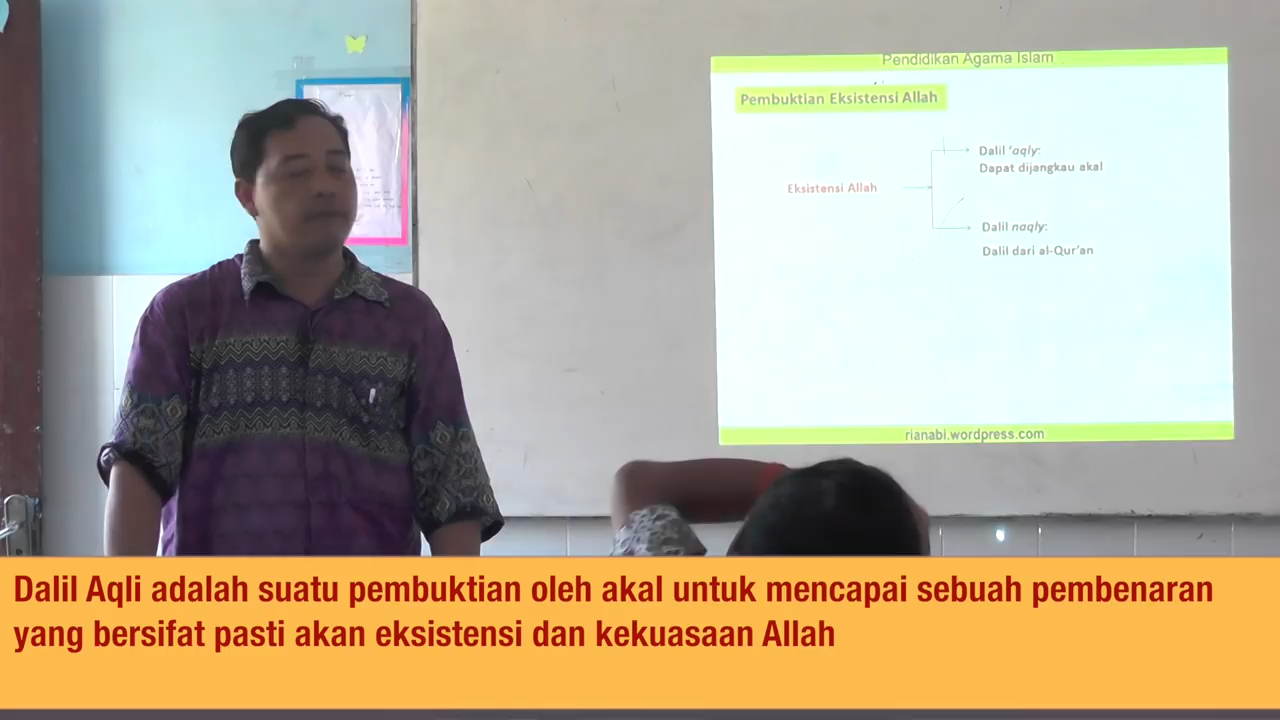 Pendidikan Agama Islam
Pembuktian Eksistensi Allah
Dalil 'aqly:
Dapat dijangkau akal
Eksistensi Allah
Dalil naqly:
Dalil dari al-Qur'an
rianabi.wordpress.com
Dalil Aqli adalah suatu pembuktian oleh akal untuk mencapai sebuah pembenaran
yang bersifat pasti akan eksistensi dan kekuasaan Allah